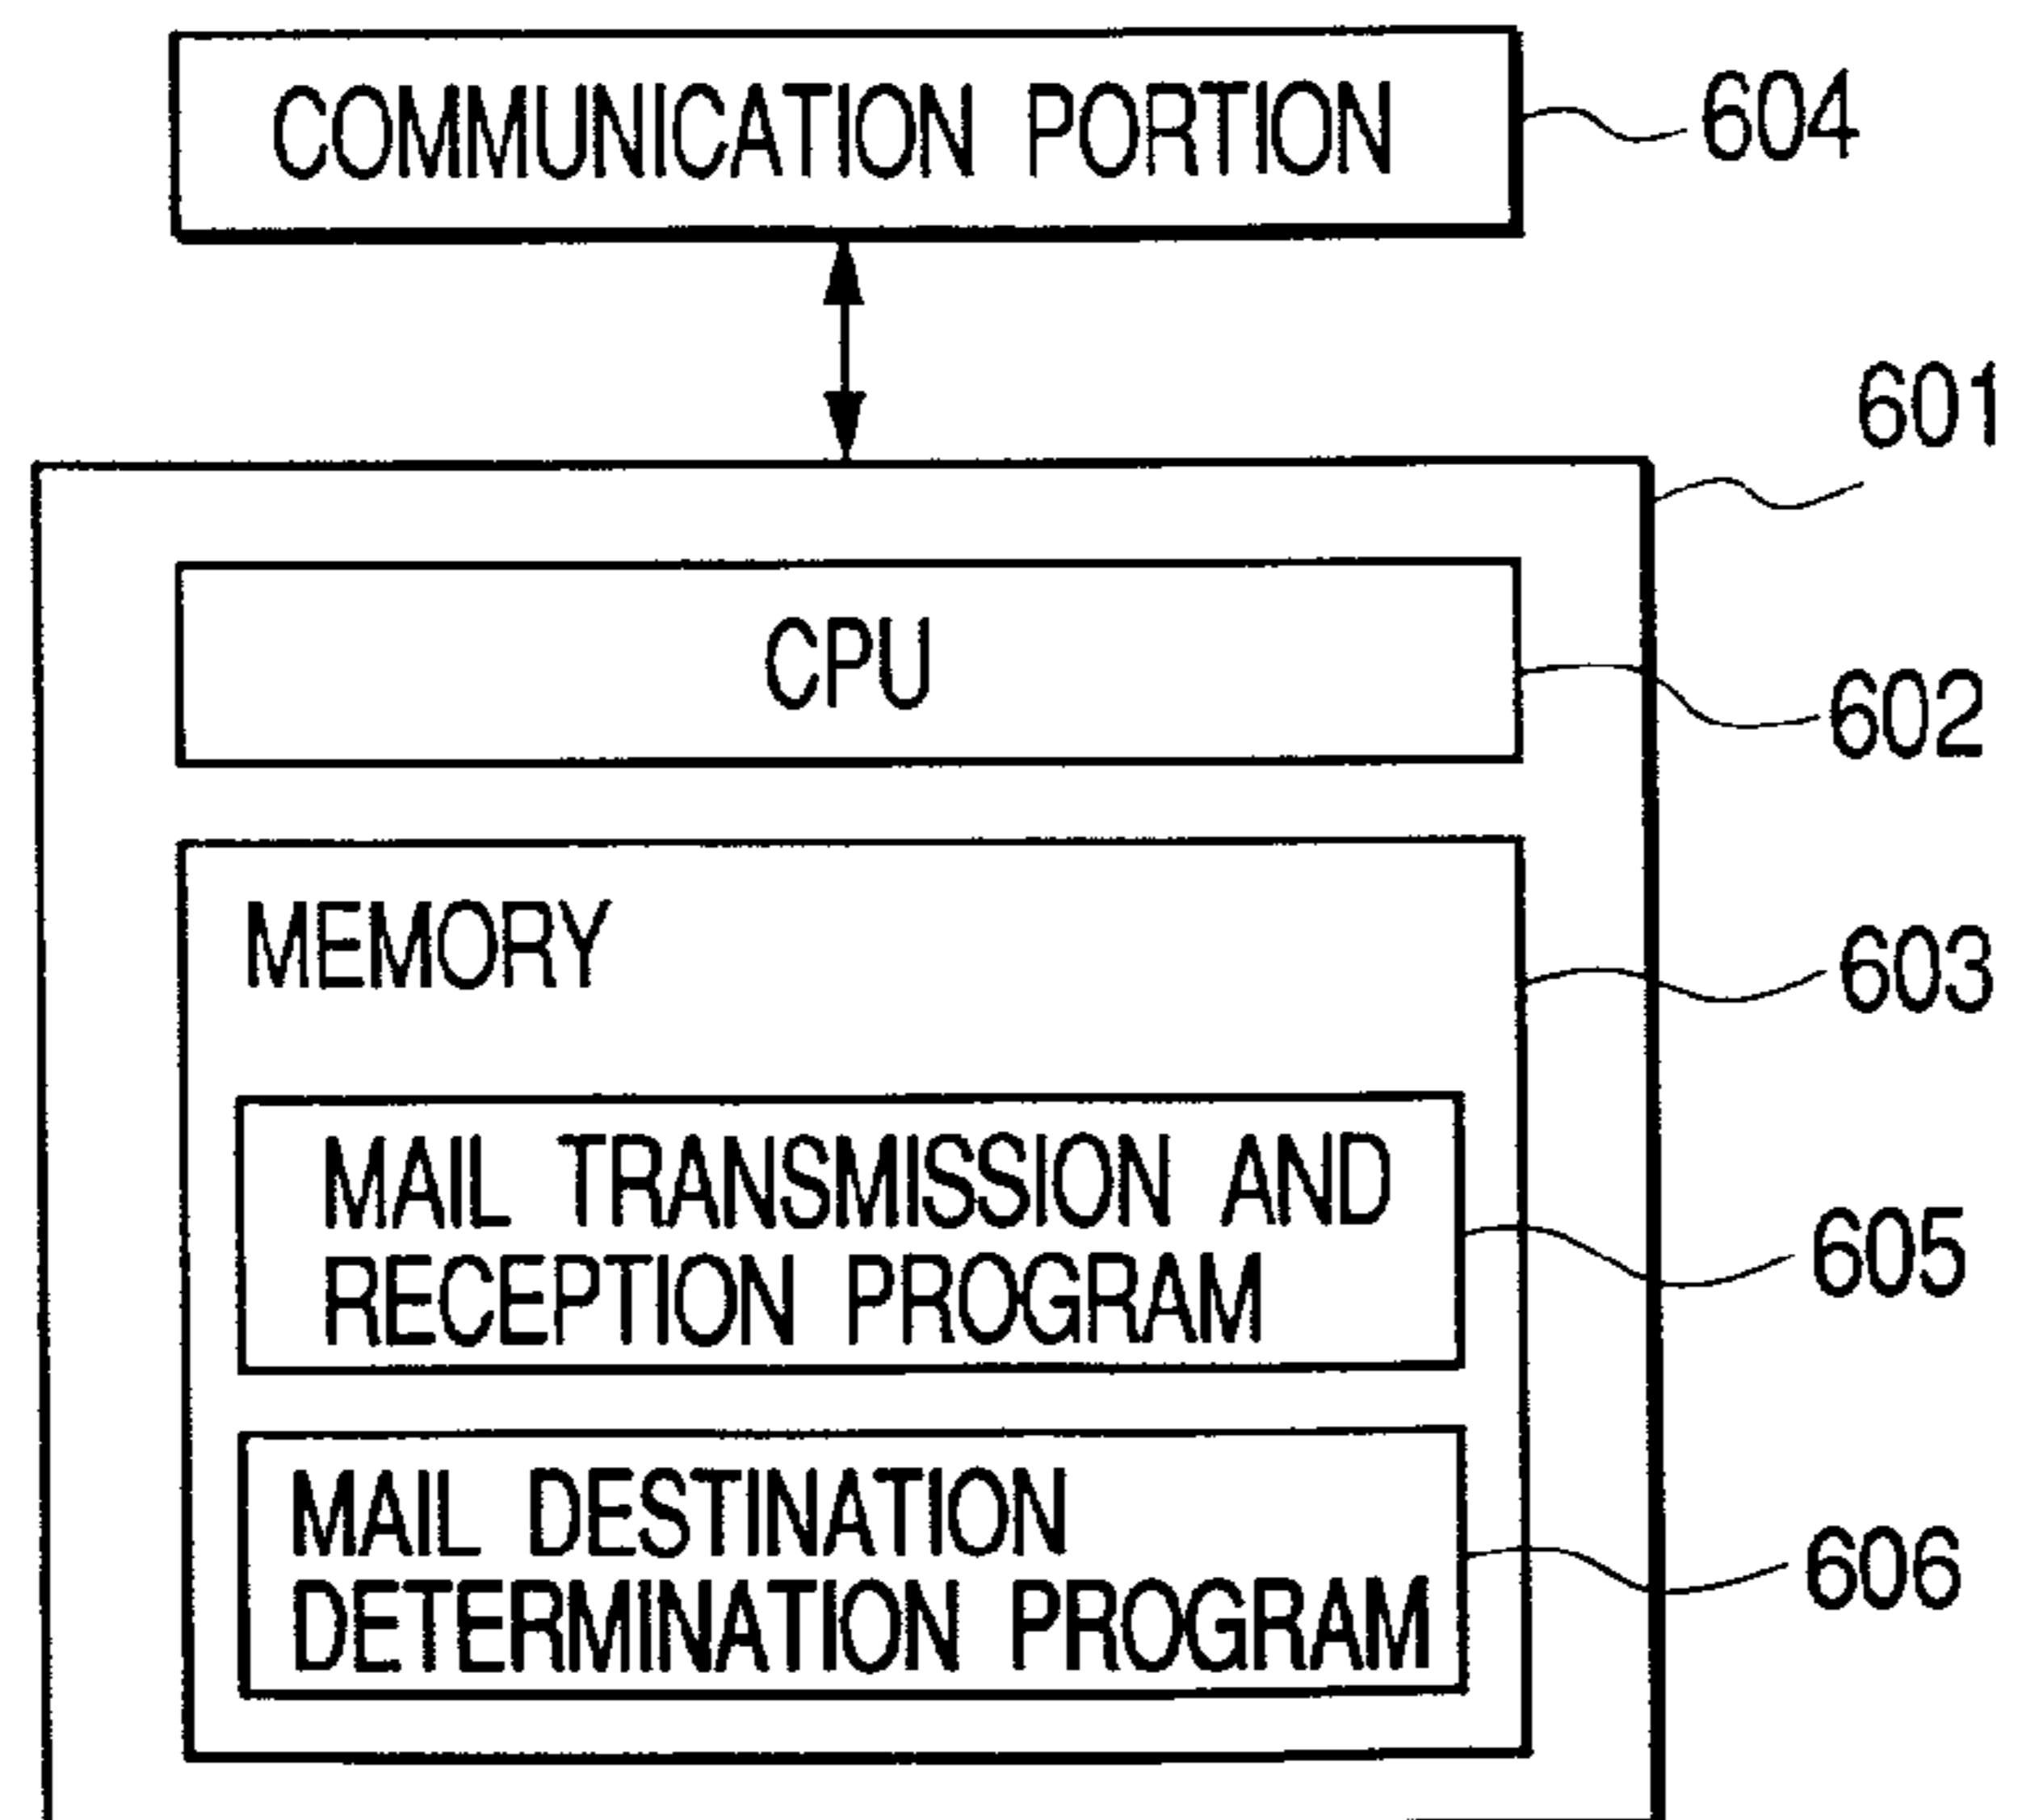 COMMUNICATION PORTION
604
601
CPU
602
MEMORY
603
MAIL TRANSMISSION AND
RECEPTION PROGRAM
605
MAIL DESTINATION
DETERMINATION PROGRAM
606